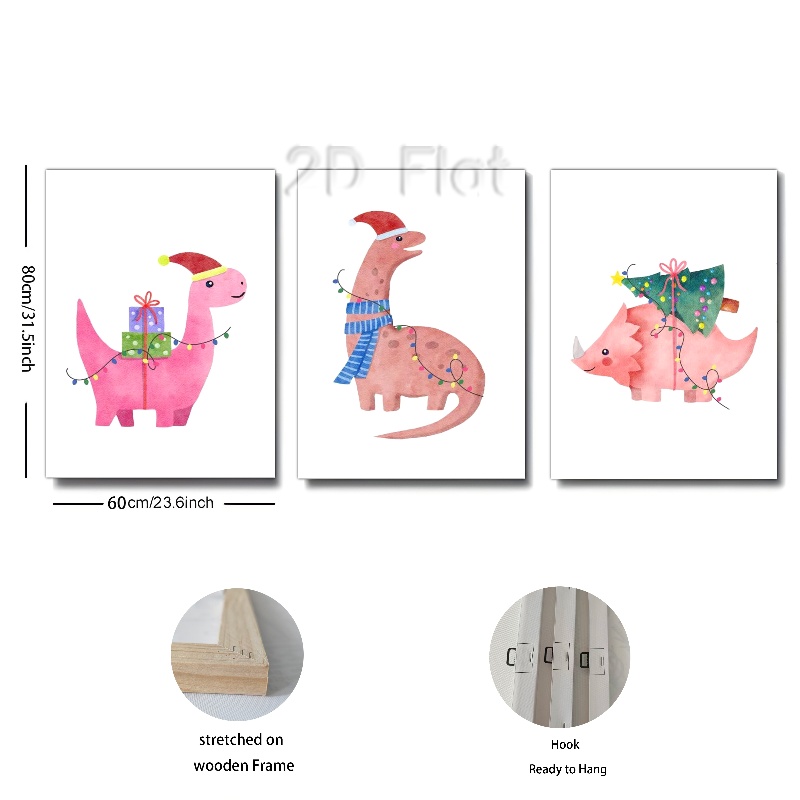 2D Flat
80cm/31.5inch
60cm/23.6inch
stretched on
wooden Frame
Hook
Ready to Hang